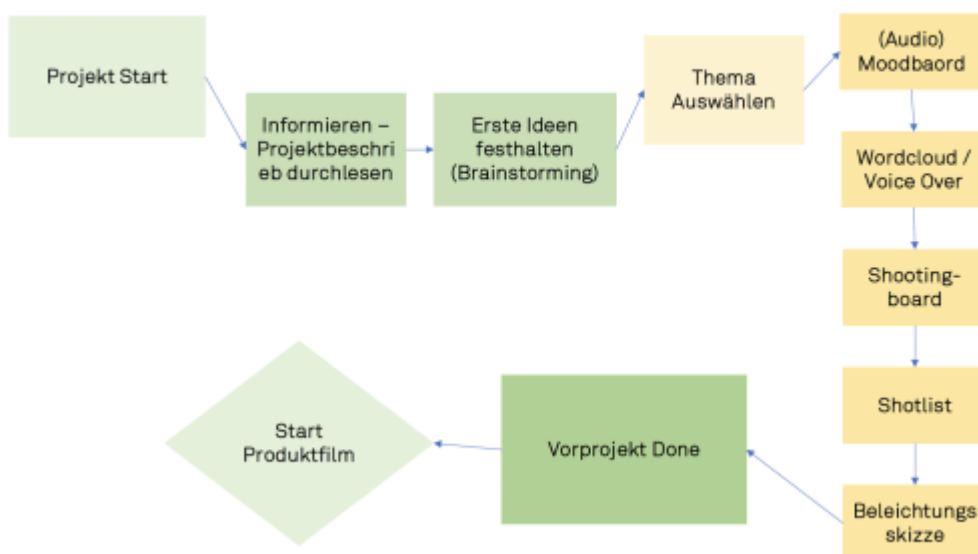 Projekt Start
Informieren –
Projektbeschri
eb durchlesen
Erste Ideen
festhalten
(Brainstorming)
Thema
Auswählen
(Audio)
Moodbaord
Wordcloud /
Voice Over
Shooting-
board
Shotlist
Beleichtungs
skizze
Vorprojekt Done
Start
Produktfilm